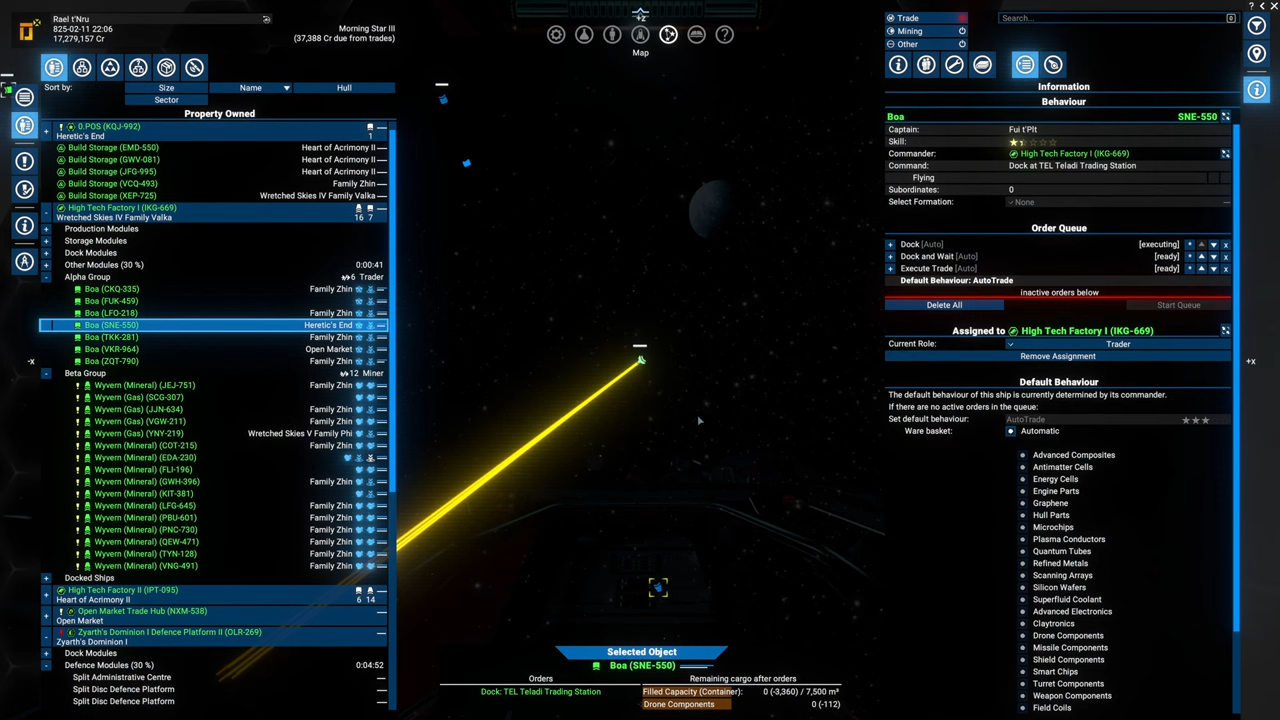 Rael t'Nru
825-02-11 22:06
17,279,157 Cr
Morning Star III
(37,388 Cr due from trades)
Sort by:
Size
Name
Hull
Sector
Property Owned
0.POS (KQJ-992)
Heretic's End 1
Build Storage (EMD-550) Heart of Acrimony II
Build Storage (GWV-081) Heart of Acrimony II
Build Storage (JFG-995) Heart of Acrimony II
Build Storage (VCQ-493) Family Zhin
Build Storage (XEP-725) Wretched Skies IV Family Valka
High Tech Factory I (IKG-669)
Wretched Skies IV Family Valka 16 7
Production Modules
Storage Modules
Dock Modules
Other Modules (30 %) 0:00:41
Alpha Group 6 Trader
Boa (CKQ-335) Family Zhin
Boa (FUK-459)
Boa (LFO-218) Family Zhin
Boa (SNE-550) Heretic's End
Boa (TKK-281) Family Zhin
Boa (VKR-964) Open Market
Boa (ZQT-790) Family Zhin
Beta Group 12 Miner
Wyvern (Mineral) (JEJ-751) Family Zhin
Wyvern (Gas) (SCG-307)
Wyvern (Gas) (JJN-634) Family Zhin
Wyvern (Gas) (VGW-211) Family Zhin
Wyvern (Gas) (YNY-219) Wretched Skies V Family Phi
Wyvern (Mineral) (COT-215) Family Zhin
Wyvern (Mineral) (EDA-230)
Wyvern (Mineral) (FLI-196) Family Zhin
Wyvern (Mineral) (GWH-396) Family Zhin
Wyvern (Mineral) (KIT-381)
Wyvern (Mineral) (LFG-645) Family Zhin
Wyvern (Mineral) (PBU-601) Family Zhin
Wyvern (Mineral) (PNC-730) Family Zhin
Wyvern (Mineral) (QEW-471) Family Zhin
Wyvern (Mineral) (TYN-128) Family Zhin
Wyvern (Mineral) (VNG-491) Family Zhin
Docked Ships
High Tech Factory II (IPT-095)
Heart of Acrimony II 6 14
Open Market Trade Hub (NXM-538)
Open Market
Zyarth's Dominion I Defence Platform II (OLR-269)
Zyarth's Dominion I
Dock Modules
Defence Modules (30 %) 0:04:52
Split Administrative Centre
Split Disc Defence Platform
Split Disc Defence Platform
+z
Map
-x
+x
Selected Object
Boa (SNE-550)
Orders
Dock: TEL Teladi Trading Station
Remaining cargo after orders
Filled Capacity (Container): 0 (-3,360) / 7,500 m³
Drone Components 0 (-112)
Trade
Mining
Other
Search...
Information
Behaviour
Boa SNE-550
Captain: Fui t'Plt
Skill:
Commander: High Tech Factory I (IKG-669)
Command: Dock at TEL Teladi Trading Station
Flying
Subordinates: 0
Select Formation: None
Order Queue
Dock [Auto] [executing]
Dock and Wait [Auto] [ready]
Execute Trade [Auto] [ready]
Default Behaviour: AutoTrade
inactive orders below
Delete All
Start Queue
Assigned to High Tech Factory I (IKG-669)
Current Role: Trader
Remove Assignment
Default Behaviour
The default behaviour of this ship is currently determined by its commander.
If there are no active orders in the queue:
Set default behaviour: AutoTrade
Ware basket: Automatic
Advanced Composites
Antimatter Cells
Energy Cells
Engine Parts
Graphene
Hull Parts
Microchips
Plasma Conductors
Quantum Tubes
Refined Metals
Scanning Arrays
Silicon Wafers
Superfluid Coolant
Advanced Electronics
Claytronics
Drone Components
Missile Components
Shield Components
Smart Chips
Turret Components
Weapon Components
Field Coils